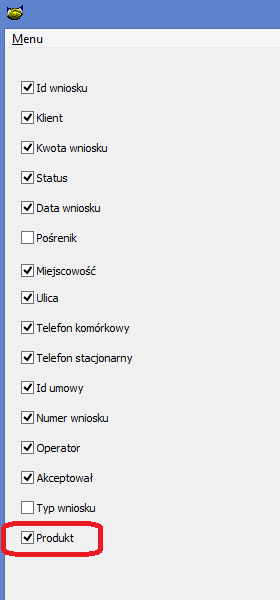 Menu
Id wniosku
Klient
Kwota wniosku
Status
Data wniosku
Pośrenik
Miejscowość
Ulica
Telefon komórkowy
Telefon stacjonarny
Id umowy
Numer wniosku
Operator
Akceptował
Typ wniosku
Produkt